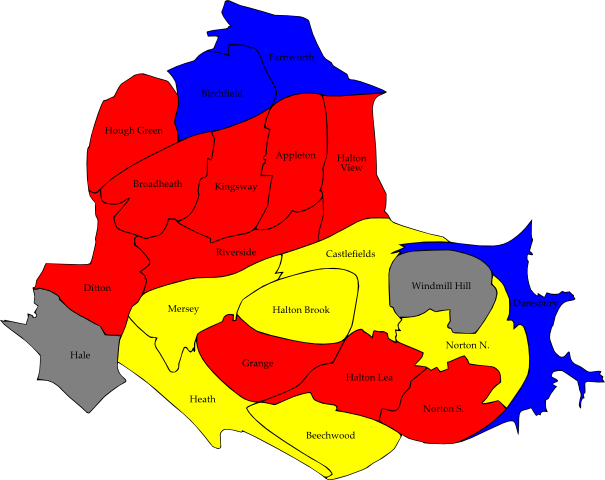 Farnworth
Birchfield
Hough Green
Appleton
Halton
View
Broadheath
Kingsway
Riverside
Castlefields
Ditton
Windmill Hill
Daresbury
Mersey
Halton Brook
Norton N.
Hale
Grange
Halton Lea
Heath
Norton S.
Beechwood